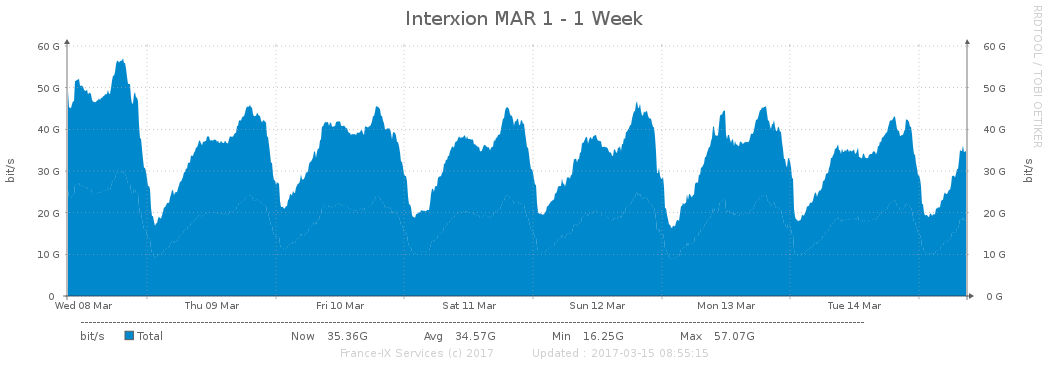 Interxion MAR 1 - 1 Week
RRDTOOL / TOBI OETIKER
60 G 60 G
50 G 50 G
40 G 40 G
30 G 30 G
20 G 20 G
10 G 10 G
0 0 G
bit/s
bit/s
Wed 08 Mar Thu 09 Mar Fri 10 Mar Sat 11 Mar Sun 12 Mar Mon 13 Mar Tue 14 Mar
bit/s Total Now 35.36G Avg 34.57G Min 16.25G Max 57.07G
France-IX Services (c) 2017 Updated : 2017-03-15 08:55:15